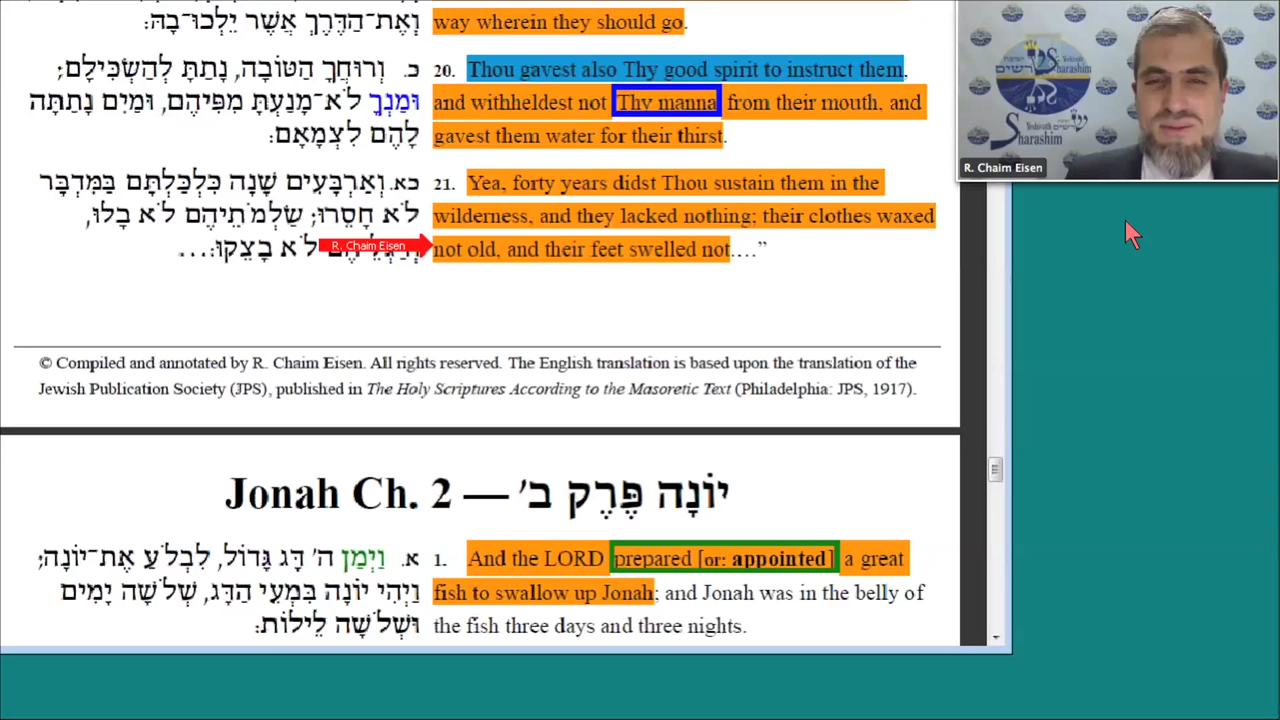 וְאֶת־הַדֶּרֶךְ אֲשֶׁר יֵלְכוּ־בָהּ:
way wherein they should go.
כ. וְרוּחֲךָ הַטּוֹבָה, נָתַתָּ לְהַשְׂכִּילָם;
וּמַנְךָ לֹא־מָנַעְתָּ מִפִּיהֶם, וּמַיִם נָתַתָּה
לָהֶם לִצְמָאָם:
20. Thou gavest also Thy good spirit to instruct them,
and withheldest not Thy manna from their mouth, and
gavest them water for their thirst.
כא. וְאַרְבָּעִים שָׁנָה כִּלְכַּלְתָּם בַּמִּדְבָּר
לֹא חָסֵרוּ; שַׂלְמֹתֵיהֶם לֹא בָלוּ,
לֹא בָצֵקוּ:...
21. Yea, forty years didst Thou sustain them in the
wilderness, and they lacked nothing; their clothes waxed
not old, and their feet swelled not....”
R. Chaim Eisen
© Compiled and annotated by R. Chaim Eisen. All rights reserved. The English translation is based upon the translation of the
Jewish Publication Society (JPS), published in The Holy Scriptures According to the Masoretic Text (Philadelphia: JPS, 1917).
Jonah Ch. 2 — יוֹנָה פֶּרֶק ב׳
א. וַיְמַן ה׳ דָּג גָּדוֹל, לִבְלֹעַ אֶת־יוֹנָה;
וַיְהִי יוֹנָה בִּמְעֵי הַדָּג, שְׁלֹשָׁה יָמִים
וּשְׁלֹשָׁה לֵילוֹת:
1. And the LORD prepared [or: appointed] a great
fish to swallow up Jonah; and Jonah was in the belly of
the fish three days and three nights.
Yeshivath
Sharashim
R. Chaim Eisen